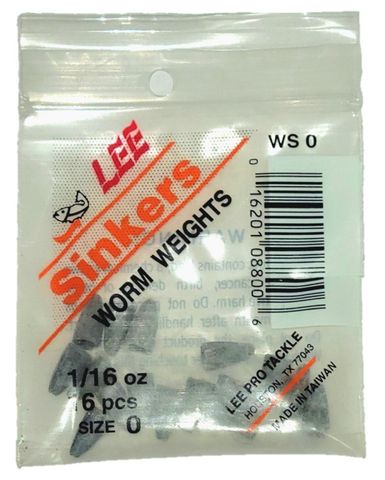 LEE
Sinkers
WORM WEIGHTS
WS 0
0 16201 08800 6
1/16 oz
6 pcs
SIZE 0
LEE PRO TACKLE
HOUSTON, TX 77043
MADE IN TAIWAN